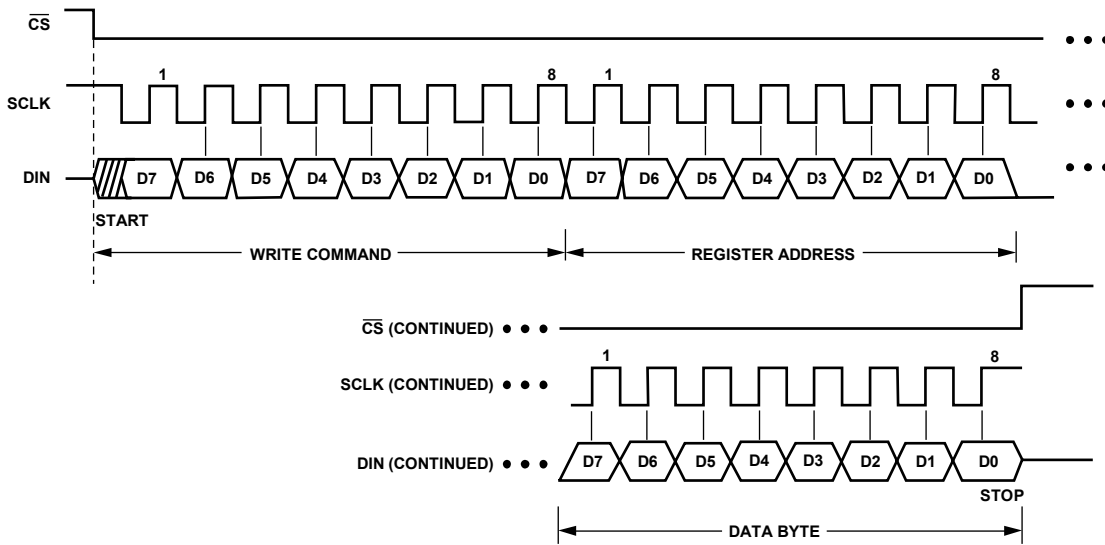 CS
1 8 1 8
SCLK
DIN D7 D6 D5 D4 D3 D2 D1 D0 D7 D6 D5 D4 D3 D2 D1 D0
START
WRITE COMMAND REGISTER ADDRESS
CS (CONTINUED)
1 8
SCLK (CONTINUED)
DIN (CONTINUED) D7 D6 D5 D4 D3 D2 D1 D0
STOP
DATA BYTE